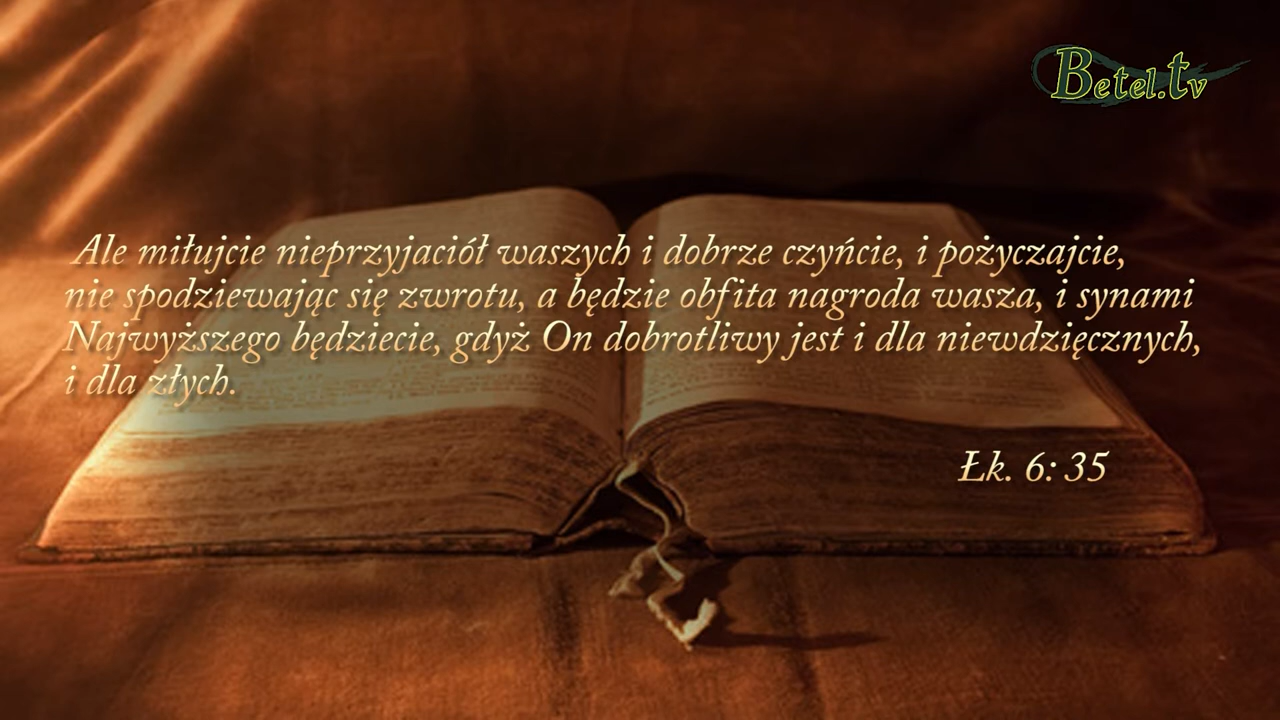 Betel.tv
Ale miłujcie nieprzyjaciół waszych i dobrze czyńcie, i pożyczajcie,
nie spodziewając się zwrotu, a będzie obfita nagroda wasza, i synami
Najwyższego będziecie, gdyż On dobrotliwy jest i dla niewdzięcznych,
i dla złych.
Łk. 6: 35